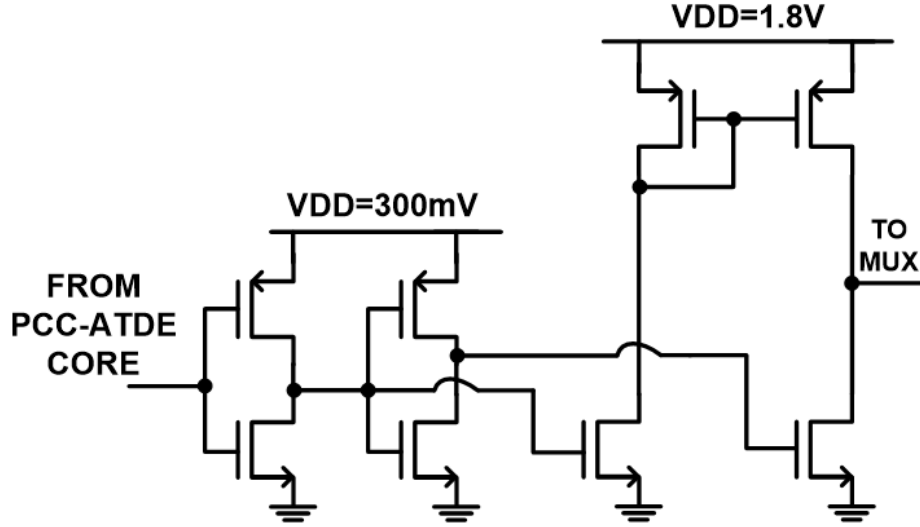 VDD=1.8V
VDD=300mV
TO
MUX
FROM
PCC-ATDE
CORE